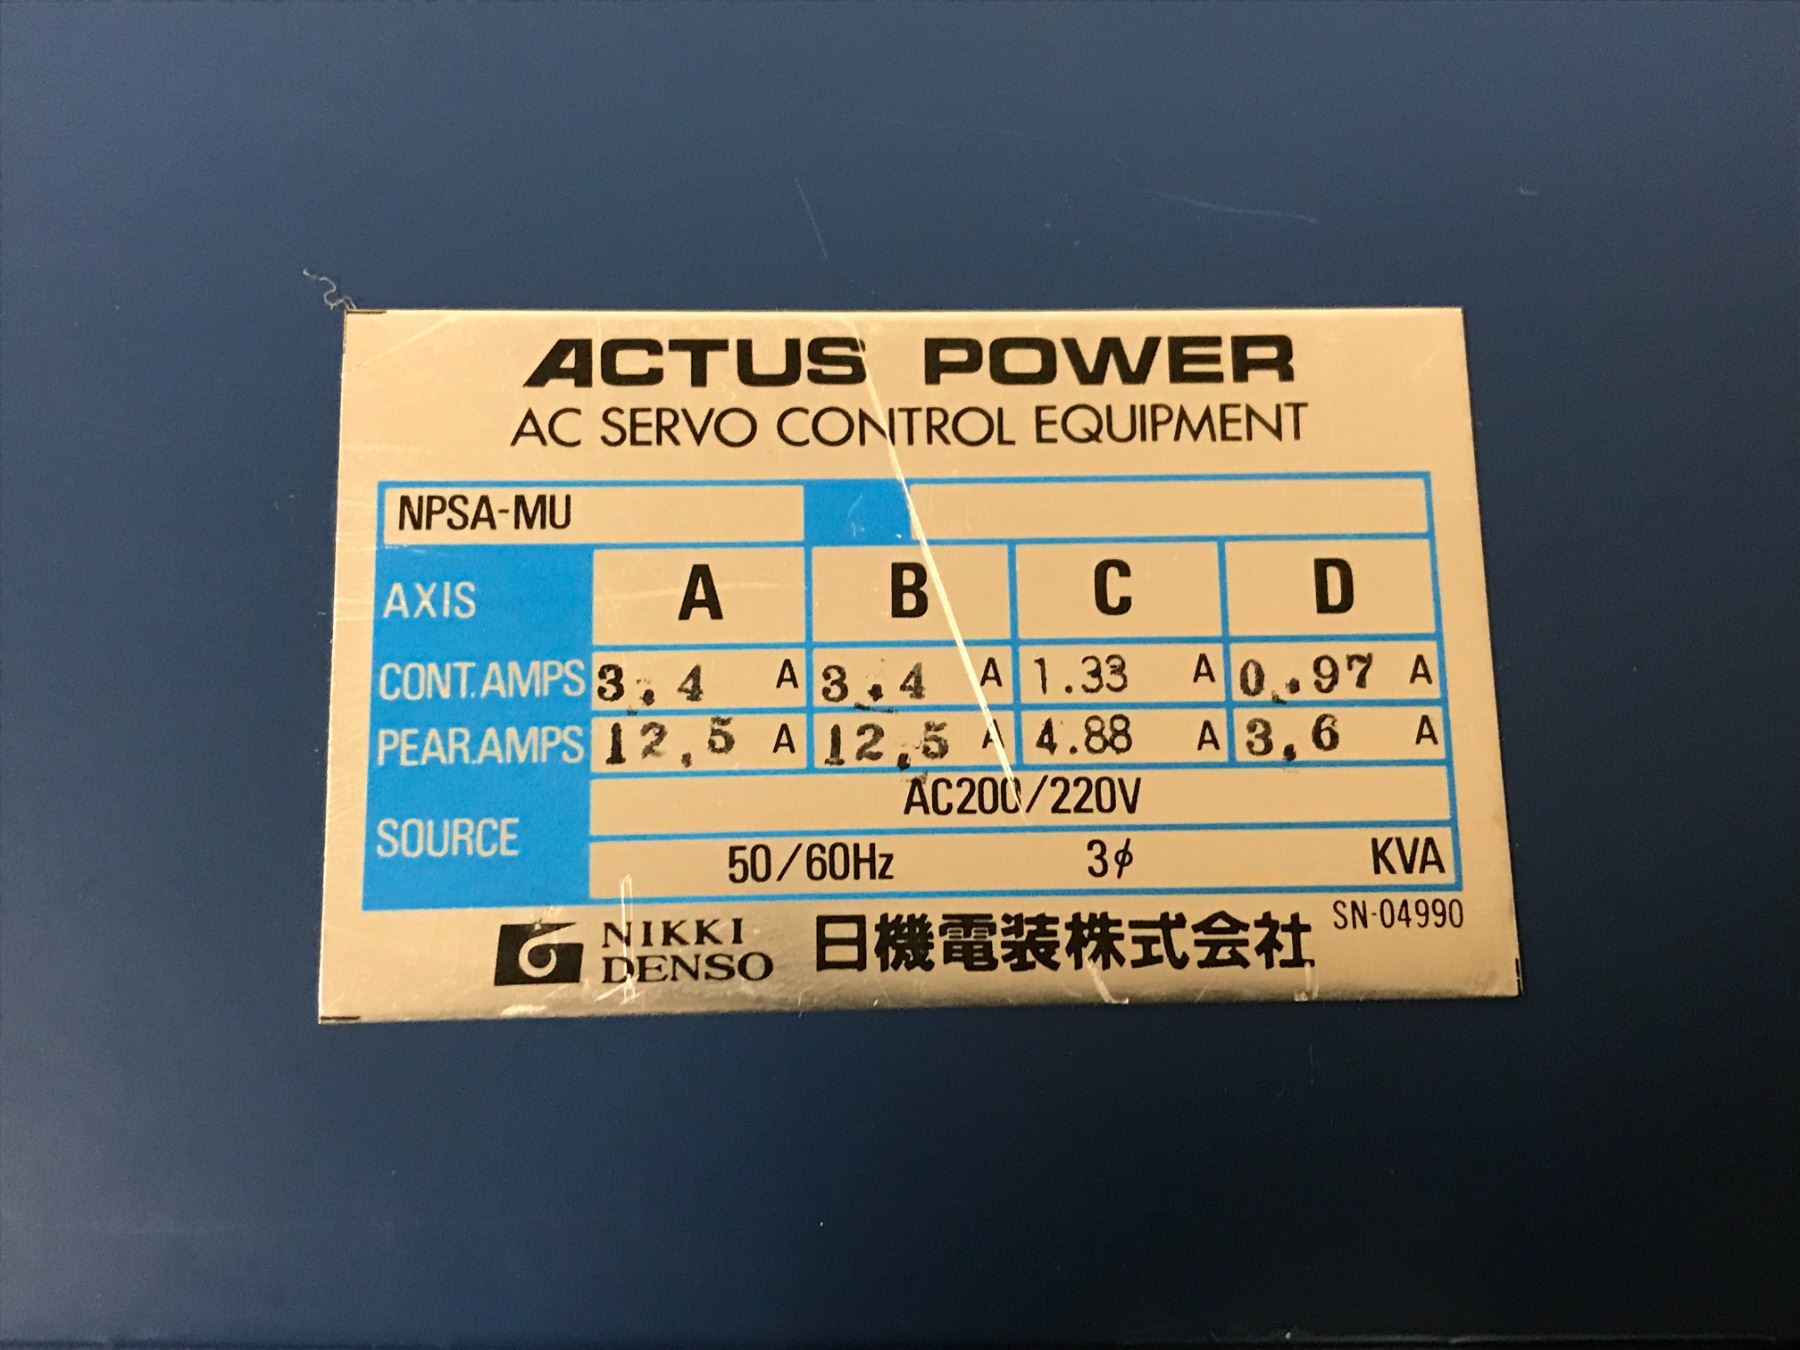 ACTUS POWER
AC SERVO CONTROL EQUIPMENT
NPSA-MU
AXIS A B C D
CONT.AMPS 3.4 A 3.4 A 1.33 A 0.97 A
PEAR.AMPS 12.5 A 12.5 A 4.88 A 3.6 A
SOURCE
AC200/220V
50/60Hz 3ϕ KVA
NIKKI
DENSO
日機電装株式会社
SN-04990